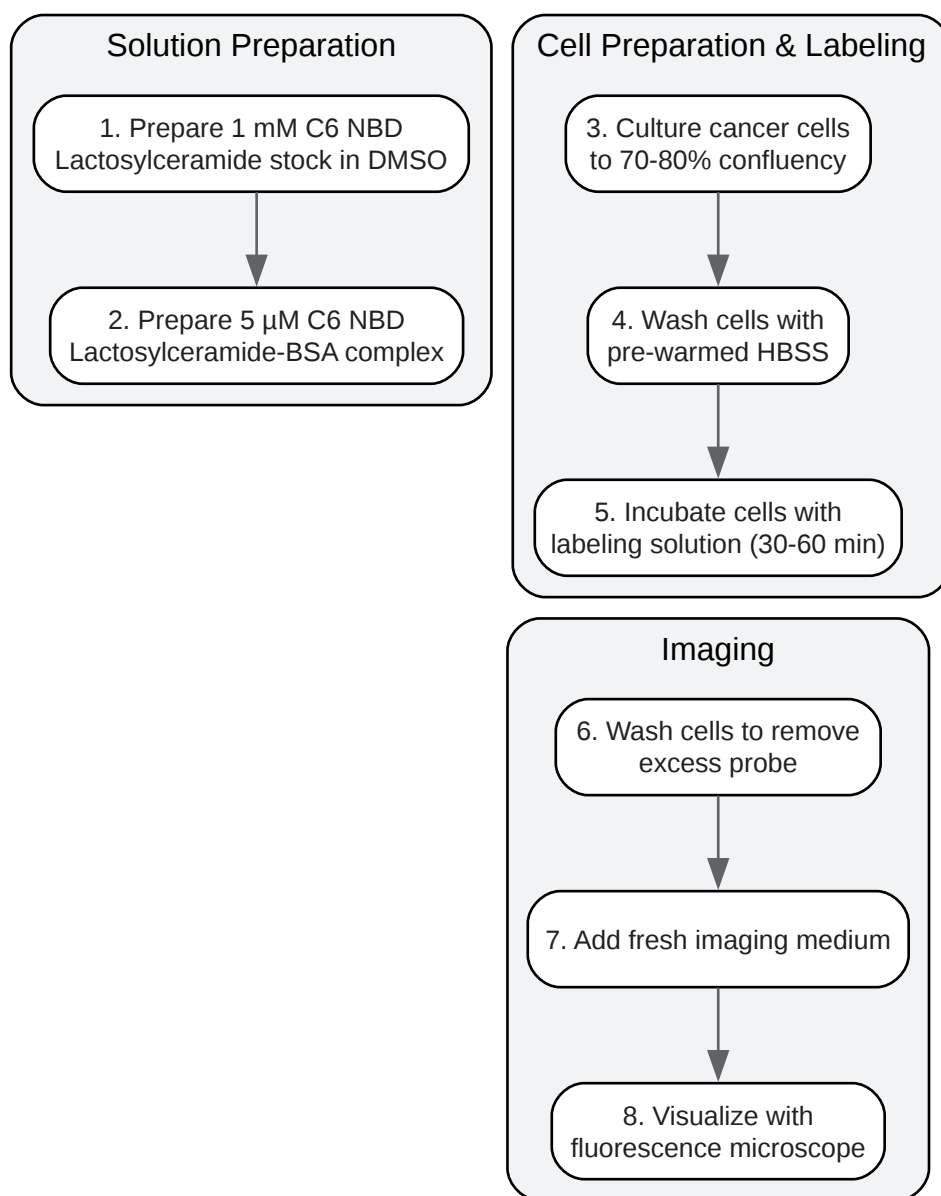 Solution Preparation
1. Prepare 1 mM C6 NBD
Lactosylceramide stock in DMSO
2. Prepare 5 µM C6 NBD
Lactosylceramide-BSA complex
Cell Preparation & Labeling
3. Culture cancer cells
to 70-80% confluency
4. Wash cells with
pre-warmed HBSS
5. Incubate cells with
labeling solution (30-60 min)
Imaging
6. Wash cells to remove
excess probe
7. Add fresh imaging medium
8. Visualize with
fluorescence microscope